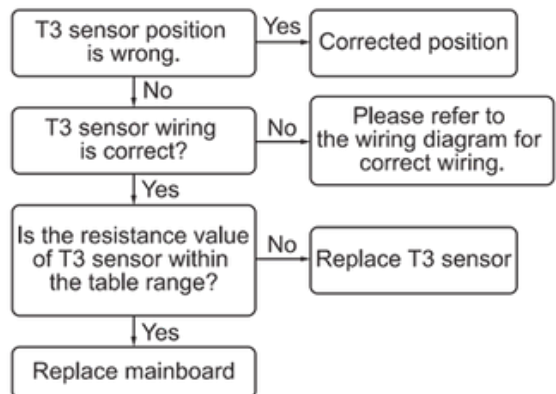 T3 sensor position
is wrong.
Yes
Corrected position
No
T3 sensor wiring
is correct?
No
Please refer to
the wiring diagram for
correct wiring.
Yes
Is the resistance value
of T3 sensor within
the table range?
No
Replace T3 sensor
Yes
Replace mainboard